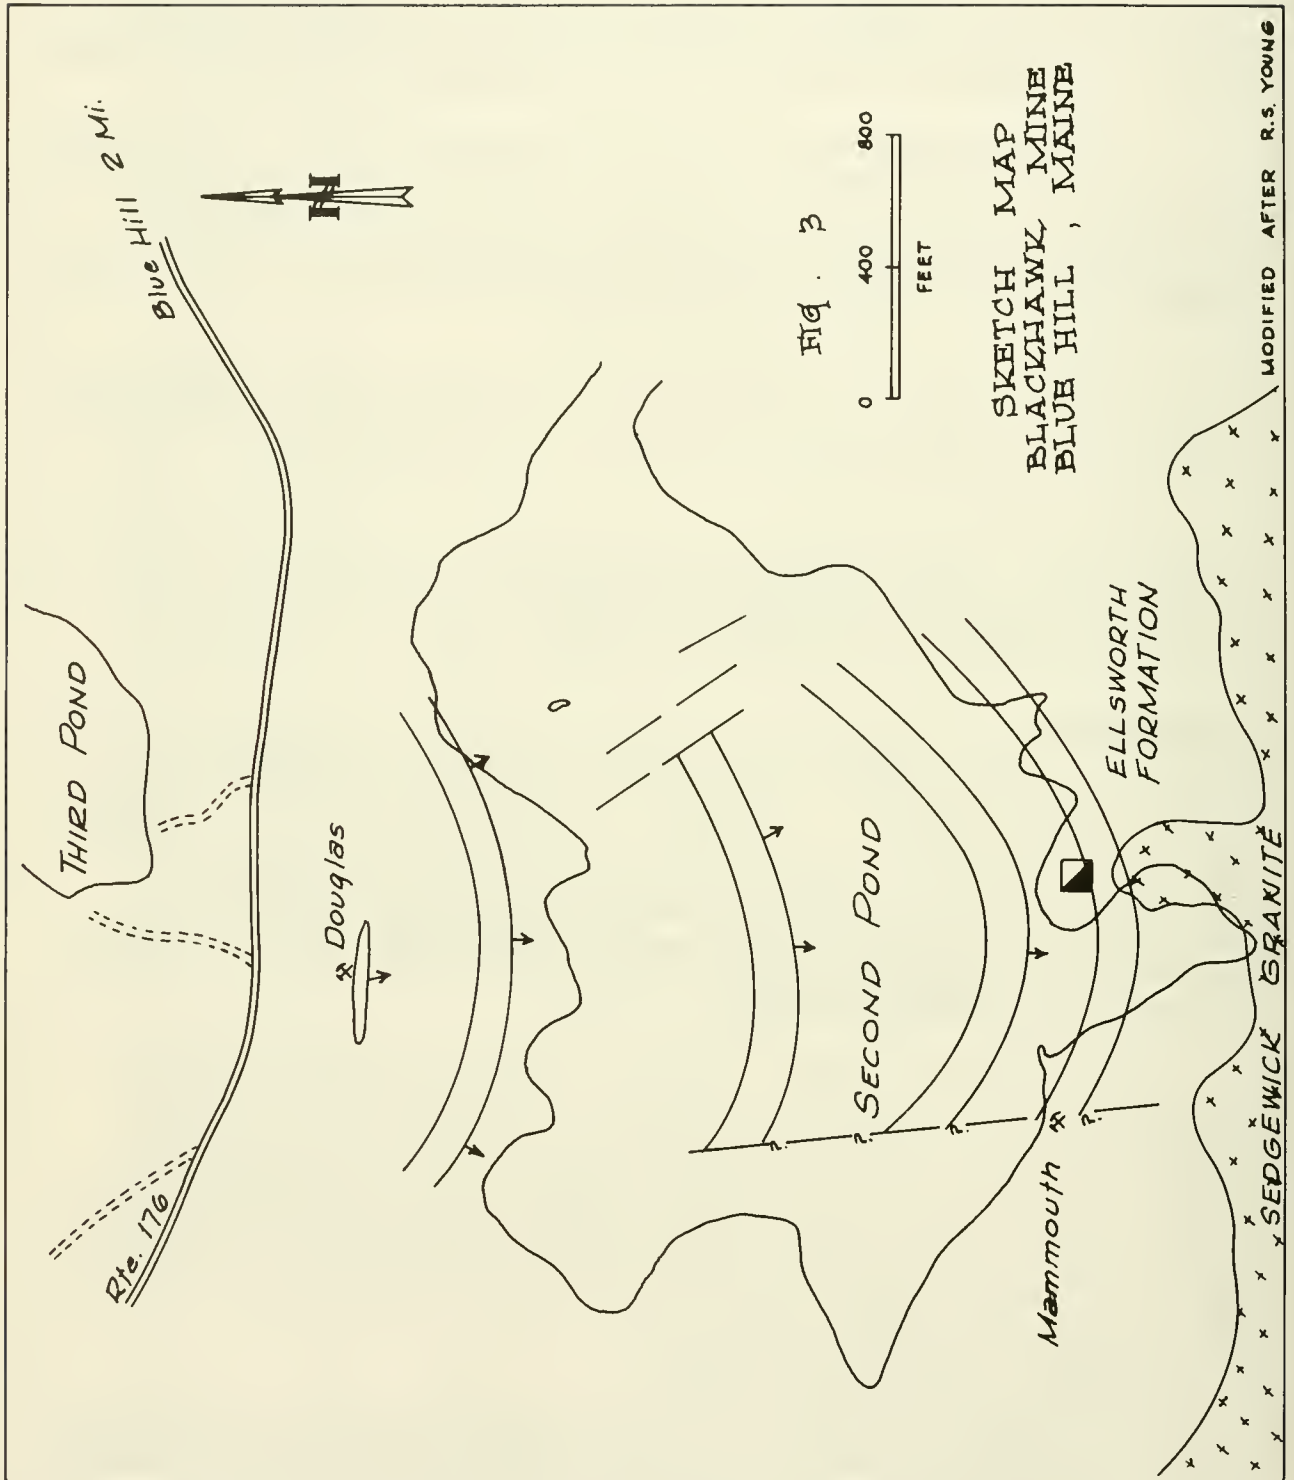 Blue Hill 2 Mi.
THIRD POND
N
Douglas
Rte. 176
SECOND POND
Mammouth
ELLSWORTH
FORMATION
SEDGEWICK GRANITE
FIG. 3
0 400 800
FEET
SKETCH MAP
BLACKHAWK MINE
BLUE HILL, MAINE
MODIFIED AFTER R.S. YOUNG